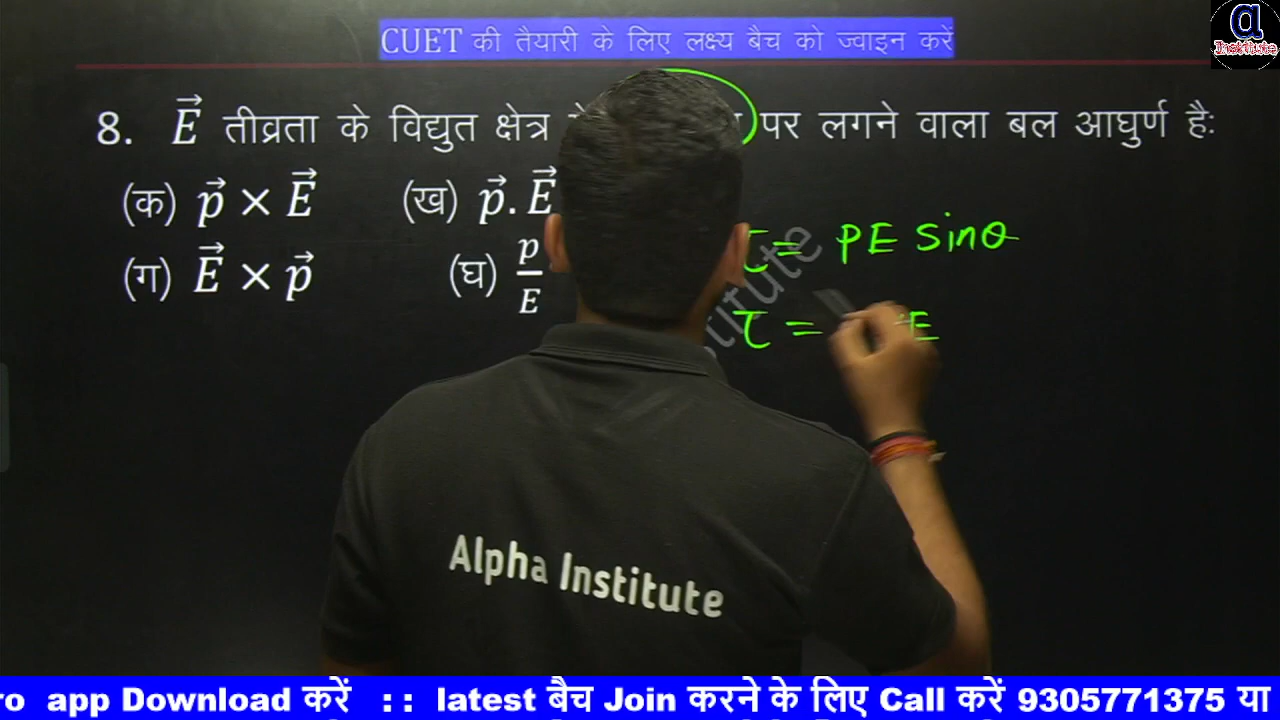 α
Institute
CUET की तैयारी के लिए लक्ष्य बैच को ज्वाइन करें
8. E⃗ तीव्रता के विद्युत क्षेत्र पर लगने वाला बल आघुर्ण है:
(क) p⃗ × E⃗ (ख) p⃗ . E⃗
(ग) E⃗ × p⃗ (घ) p/E
τ = PE sinθ
τ = E
Alpha Institute
app Download करें :: latest बैच Join करने के लिए Call करें 9305771375 या